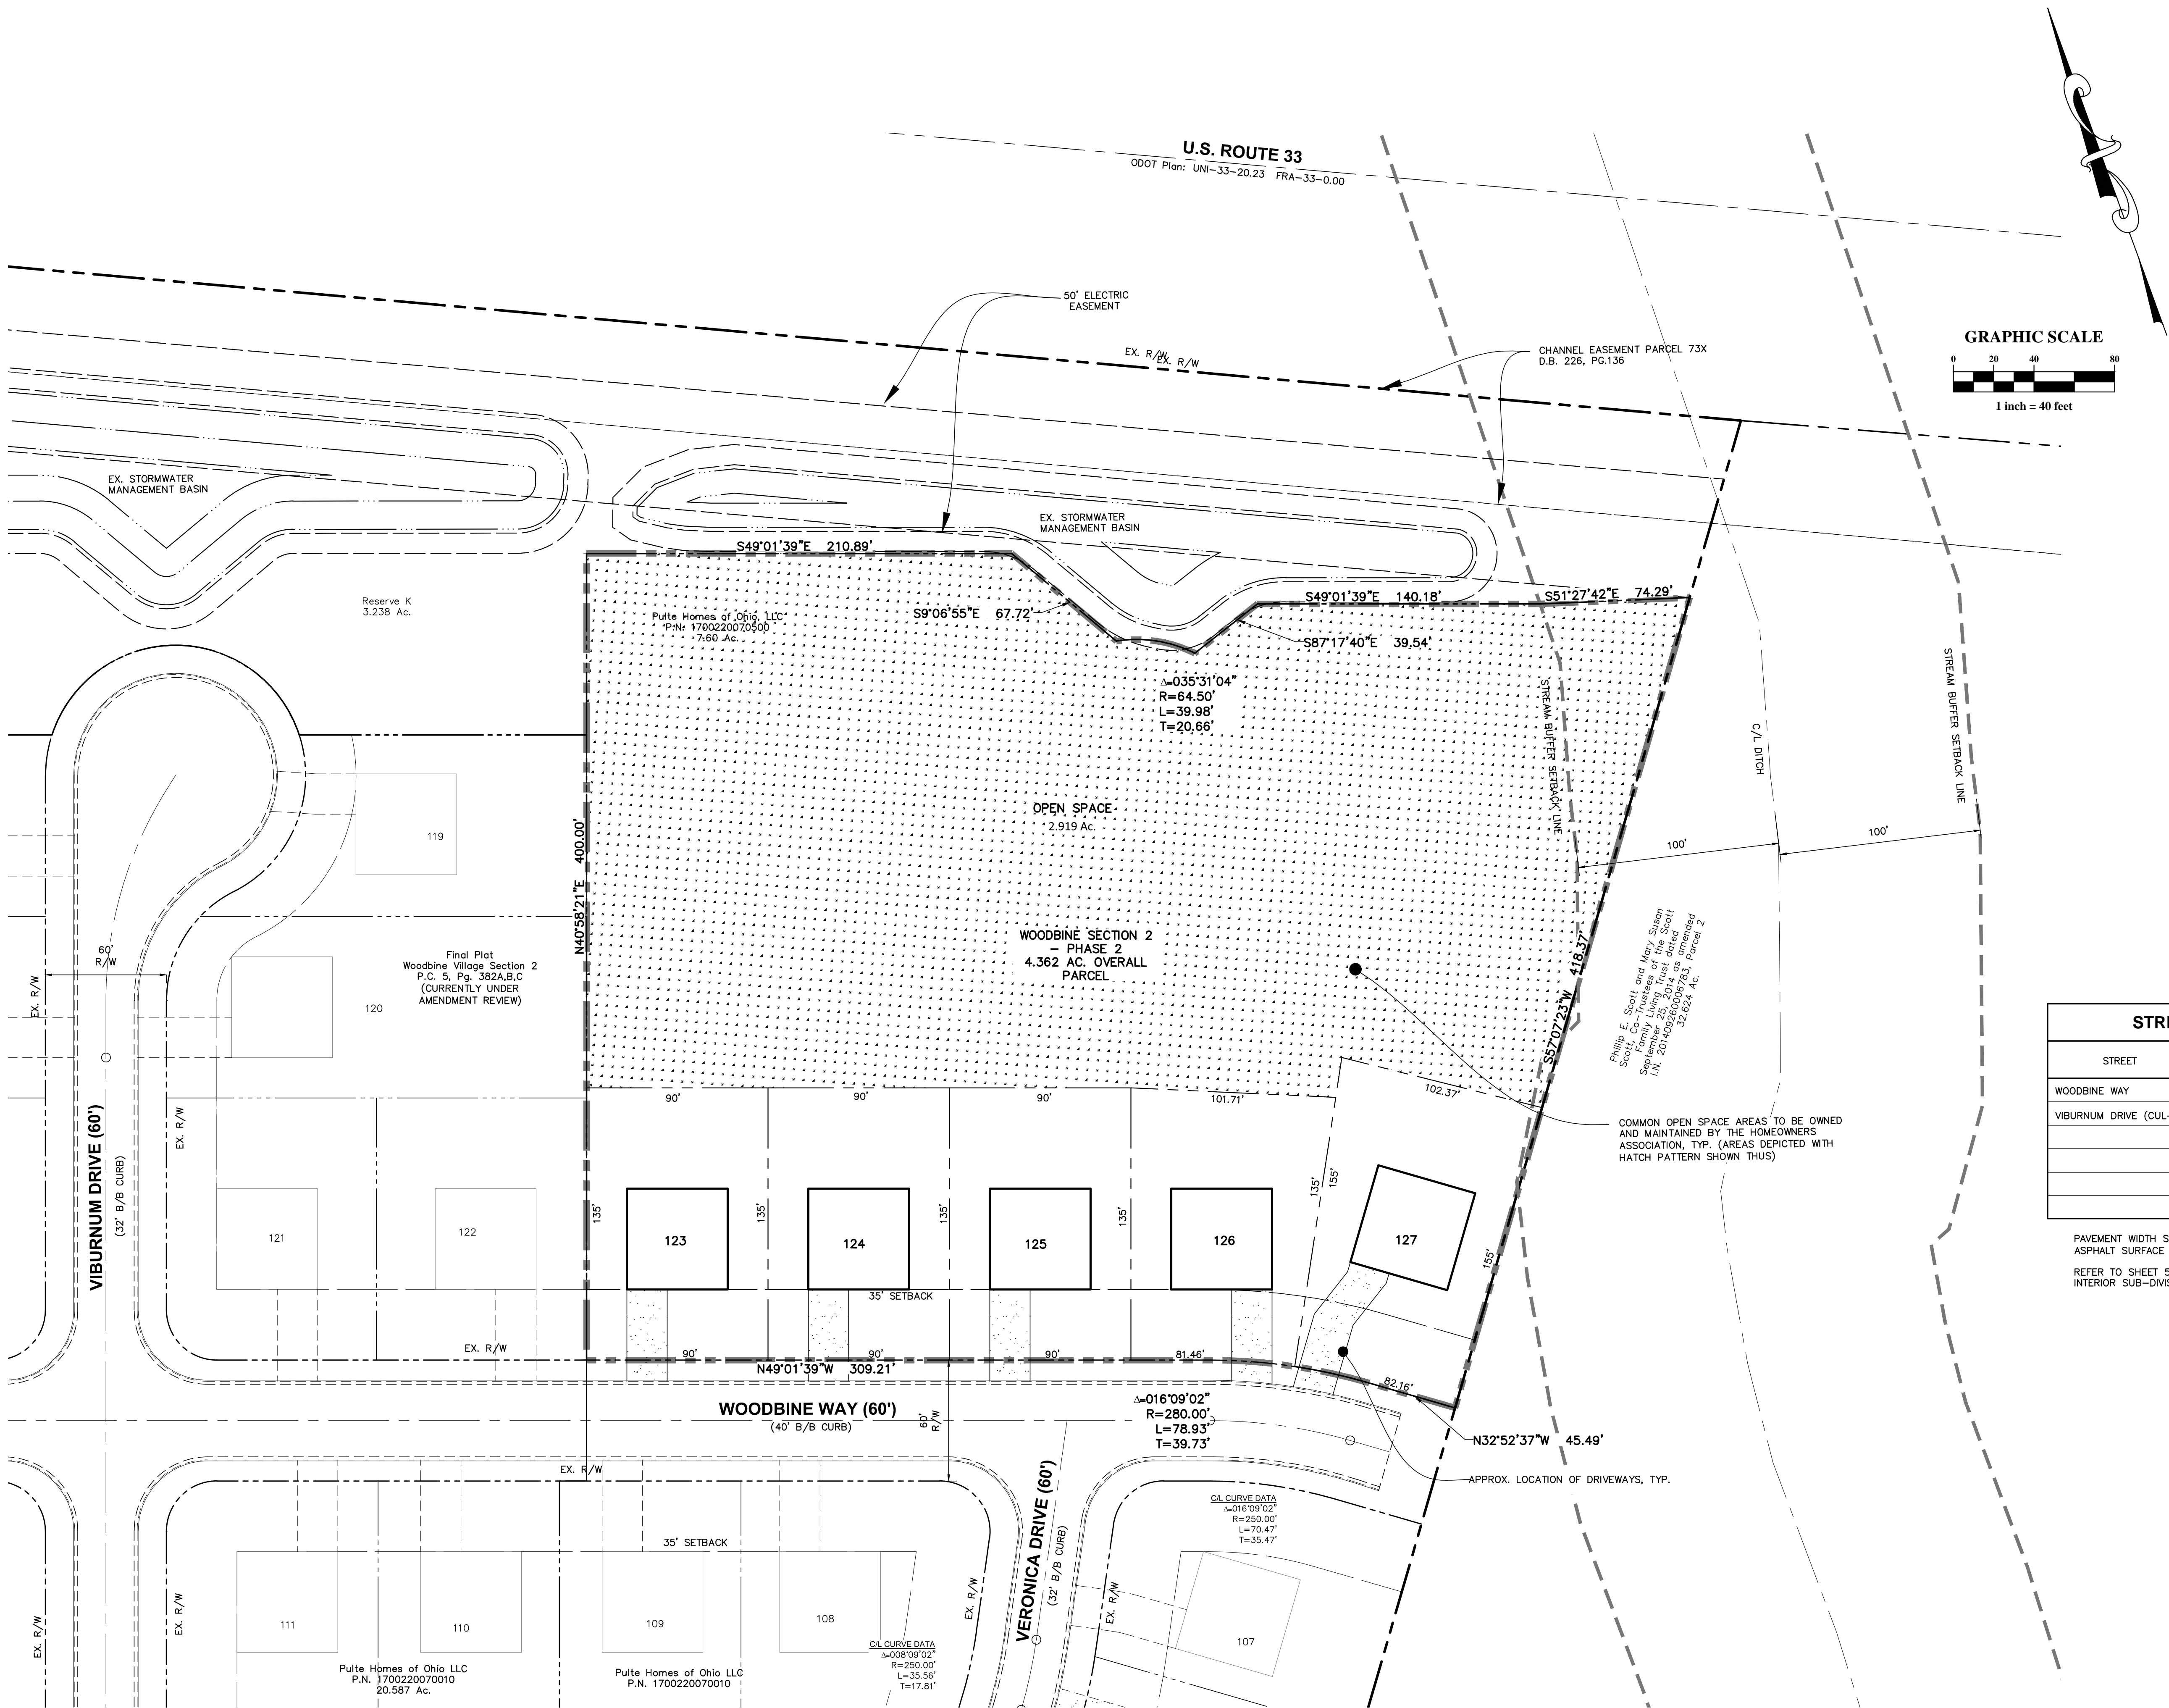 U.S. ROUTE 33
ODOT Plan: UNI-33-20.23 FRA-33-0.00
50' ELECTRIC
EASEMENT
EX. R/W
EX. R/W
CHANNEL EASEMENT PARCEL 73X
D.B. 226, PG.136
GRAPHIC SCALE
0 20 40 80
1 inch = 40 feet
EX. STORMWATER
MANAGEMENT BASIN
EX. STORMWATER
MANAGEMENT BASIN
S49°01'39"E 210.89'
Reserve K
3.238 Ac.
Pulte Homes of Ohio, LLC
P.N. 1700220070500
7.60 Ac.
S9°06'55"E 67.72'
S49°01'39"E 140.18'
S51°27'42"E 74.29'
S87°17'40"E 39.54'
Δ=035°31'04"
R=64.50'
L=39.98'
T=20.66'
STREAM BUFFER SETBACK LINE
C/L DITCH
STREAM BUFFER SETBACK LINE
119
N40°58'21"E 400.00'
OPEN SPACE
2.919 Ac.
100'
100'
60'
R/W
EX. R/W
Final Plat
Woodbine Village Section 2
P.C. 5, Pg. 382A,B,C
(CURRENTLY UNDER
AMENDMENT REVIEW)
120
WOODBINE SECTION 2
- PHASE 2
4.362 AC. OVERALL
PARCEL
S57°07'23"W 418.37'
Phillip E. Scott and Mary Susan
Scott, Co-Trustees of the Scott
Family Living Trust dated
September 25, 2014 as amended
I.N. 201409260006783, Parcel 2
32.624 Ac.
STRE
STREET
WOODBINE WAY
VIBURNUM DRIVE (CUL-
90'
90'
90'
101.71'
102.37'
COMMON OPEN SPACE AREAS TO BE OWNED
AND MAINTAINED BY THE HOMEOWNERS
ASSOCIATION, TYP. (AREAS DEPICTED WITH
HATCH PATTERN SHOWN THUS)
VIBURNUM DRIVE (60')
(32' B/B CURB)
EX. R/W
121
122
135'
123
135'
124
135'
125
135'
126
135'
155'
127
155'
PAVEMENT WIDTH S
ASPHALT SURFACE
REFER TO SHEET 5
INTERIOR SUB-DIVIS
35' SETBACK
EX. R/W
90'
90'
90'
81.46'
82.16'
N49°01'39"W 309.21'
WOODBINE WAY (60')
(40' B/B CURB)
60'
R/W
Δ=016°09'02"
R=280.00'
L=78.93'
T=39.73'
N32°52'37"W 45.49'
APPROX. LOCATION OF DRIVEWAYS, TYP.
EX. R/W
VERONICA DRIVE (60')
(32' B/B CURB)
C/L CURVE DATA
Δ=016°09'02"
R=250.00'
L=70.47'
T=35.47'
35' SETBACK
EX. R/W
EX. R/W
EX. R/W
EX. R/W
111
110
109
108
107
C/L CURVE DATA
Δ=008°09'02"
R=250.00'
L=35.56'
T=17.81'
Pulte Homes of Ohio LLC
P.N. 1700220070010
20.587 Ac.
Pulte Homes of Ohio LLC
P.N. 1700220070010